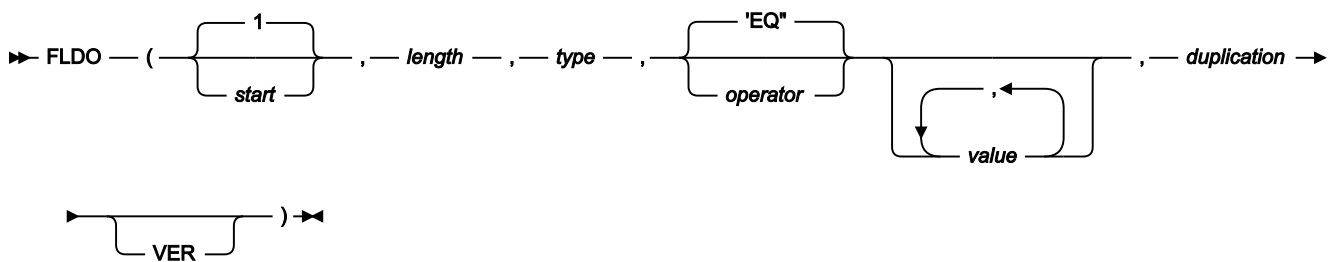 1 'EQ"
FLDO ( , length , type , , duplication
start operator ,
value
)
VER